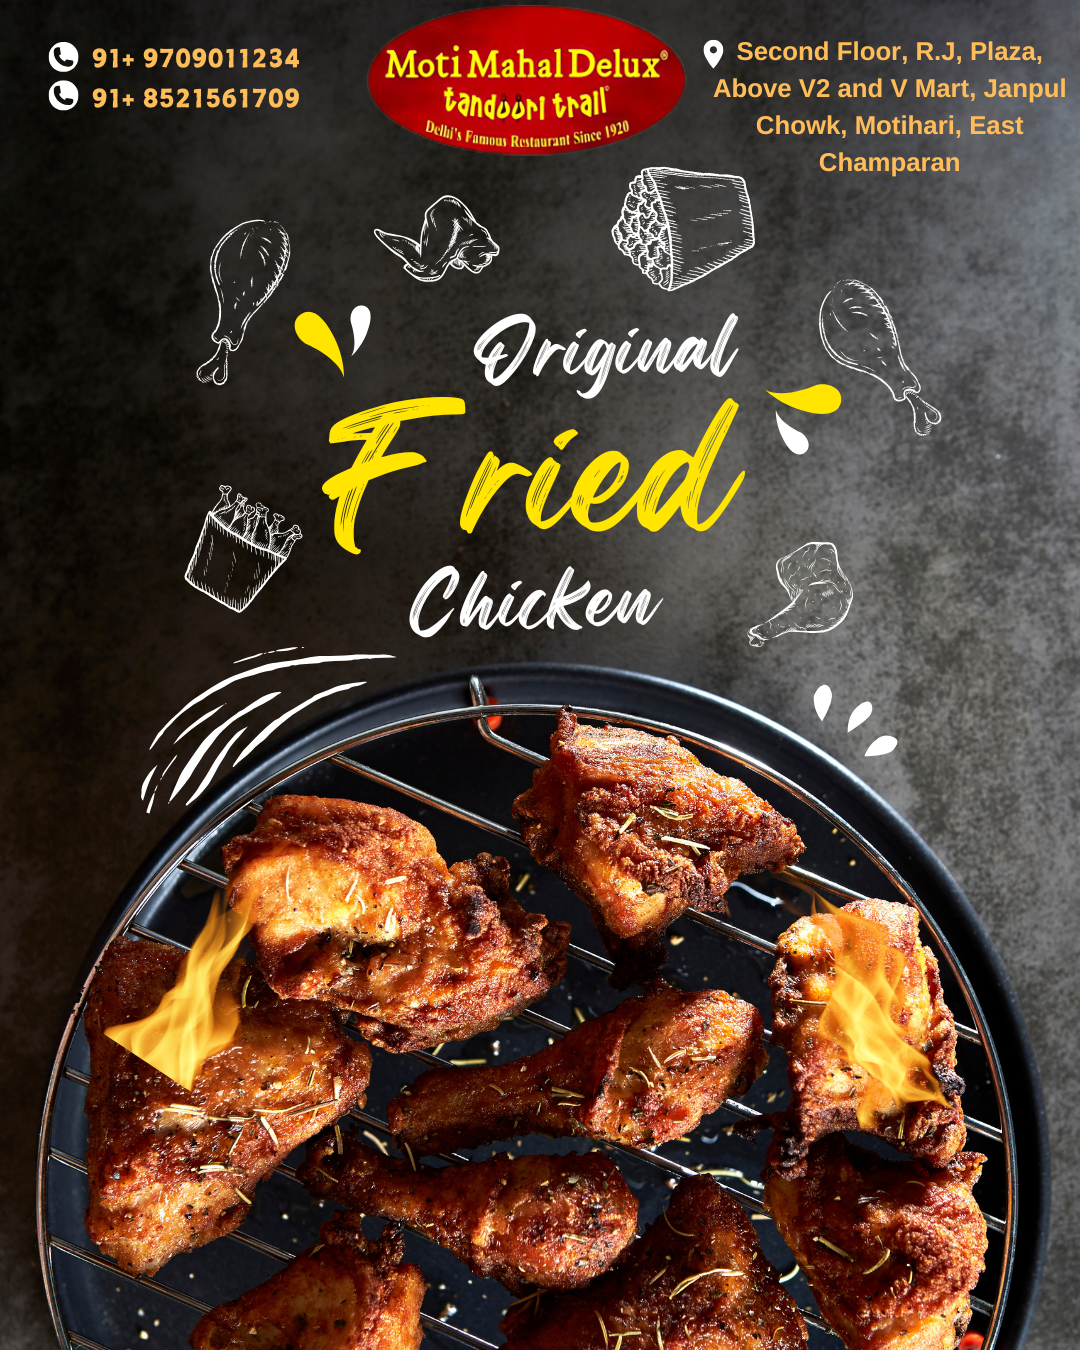 91+ 9709011234
91+ 8521561709
Moti Mahal Delux®
tandoori trail
Delhi's Famous Restaurant Since 1920
Second Floor, R.J, Plaza,
Above V2 and V Mart, Janpul
Chowk, Motihari, East
Champaran
Original
Fried
Chicken